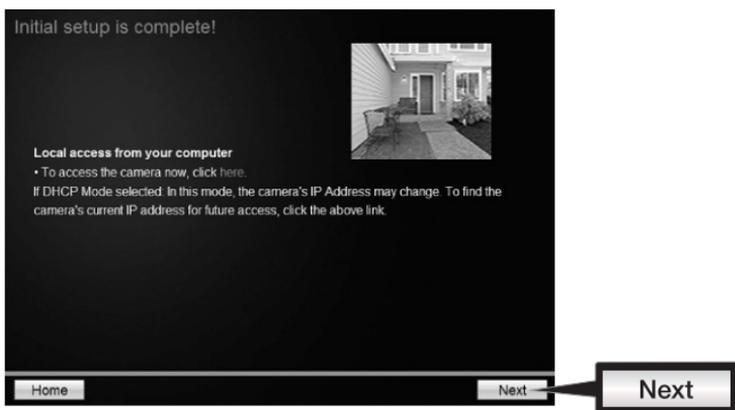 Initial setup is complete!
Local access from your computer
• To access the camera now, click here.
If DHCP Mode selected: In this mode, the camera's IP Address may change. To find the
camera's current IP address for future access, click the above link.
Home
Next
Next